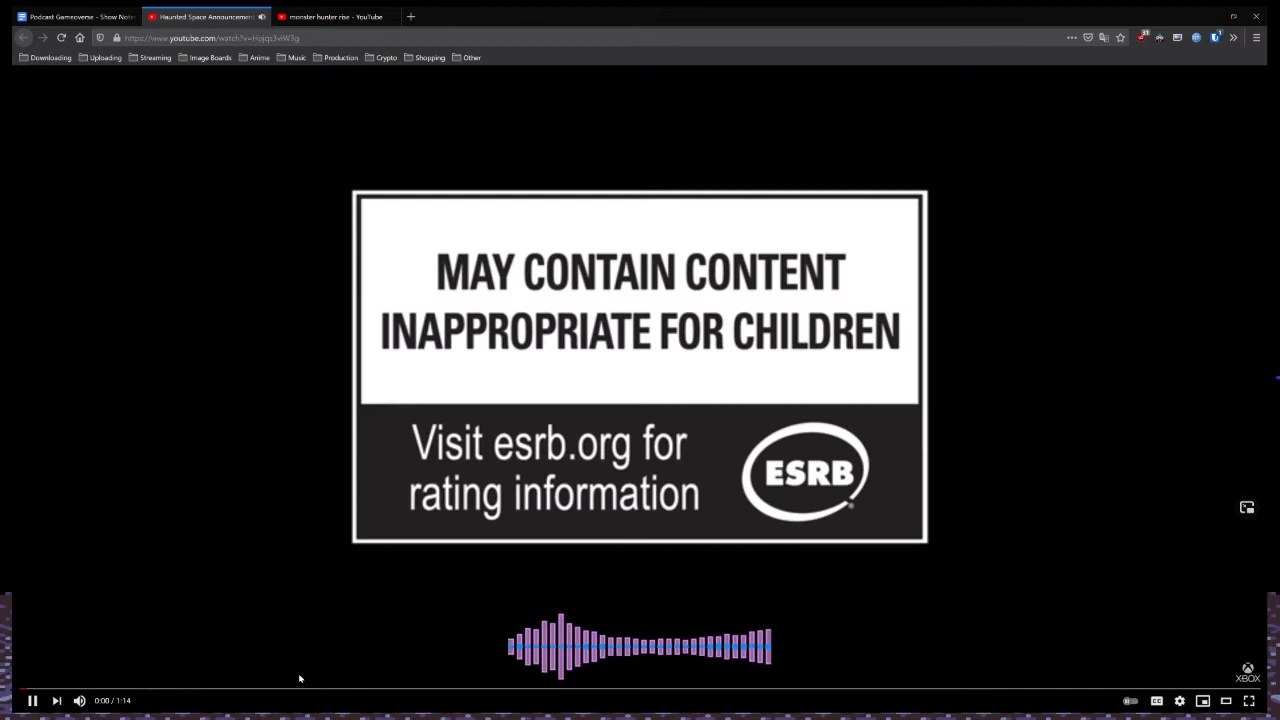 Podcast Gameoverse - Show Note
Haunted Space Announcement
monster hunter rise - YouTube
https://www.youtube.com/watch?v=Hpjqs3viW3g
Downloading
Uploading
Streaming
Image Boards
Anime
Music
Production
Crypto
Shopping
Other
MAY CONTAIN CONTENT
INAPPROPRIATE FOR CHILDREN
Visit esrb.org for
rating information
ESRB
XBOX
0:00 / 1:14